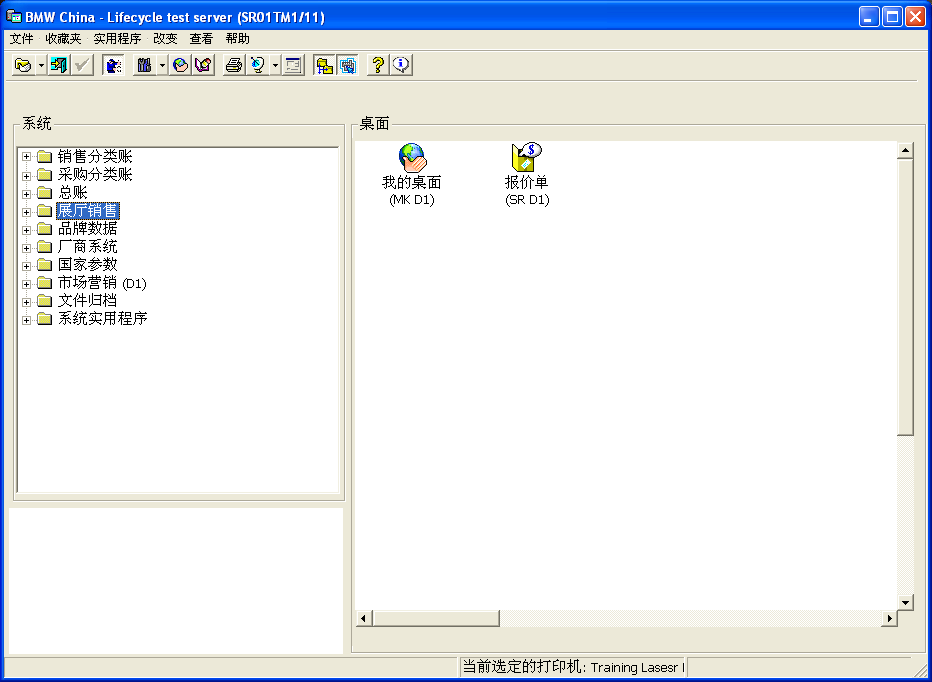 BMW China - Lifecycle test server (SR01TM1/11)
文件 收藏夹 实用程序 改变 查看 帮助
系统
销售分类账
采购分类账
总账
展厅销售
品牌数据
厂商系统
国家参数
市场营销 (D1)
文件归档
系统实用程序
桌面
我的桌面
(MK D1)
报价单
(SR D1)
当前选定的打印机: Training Lasesr